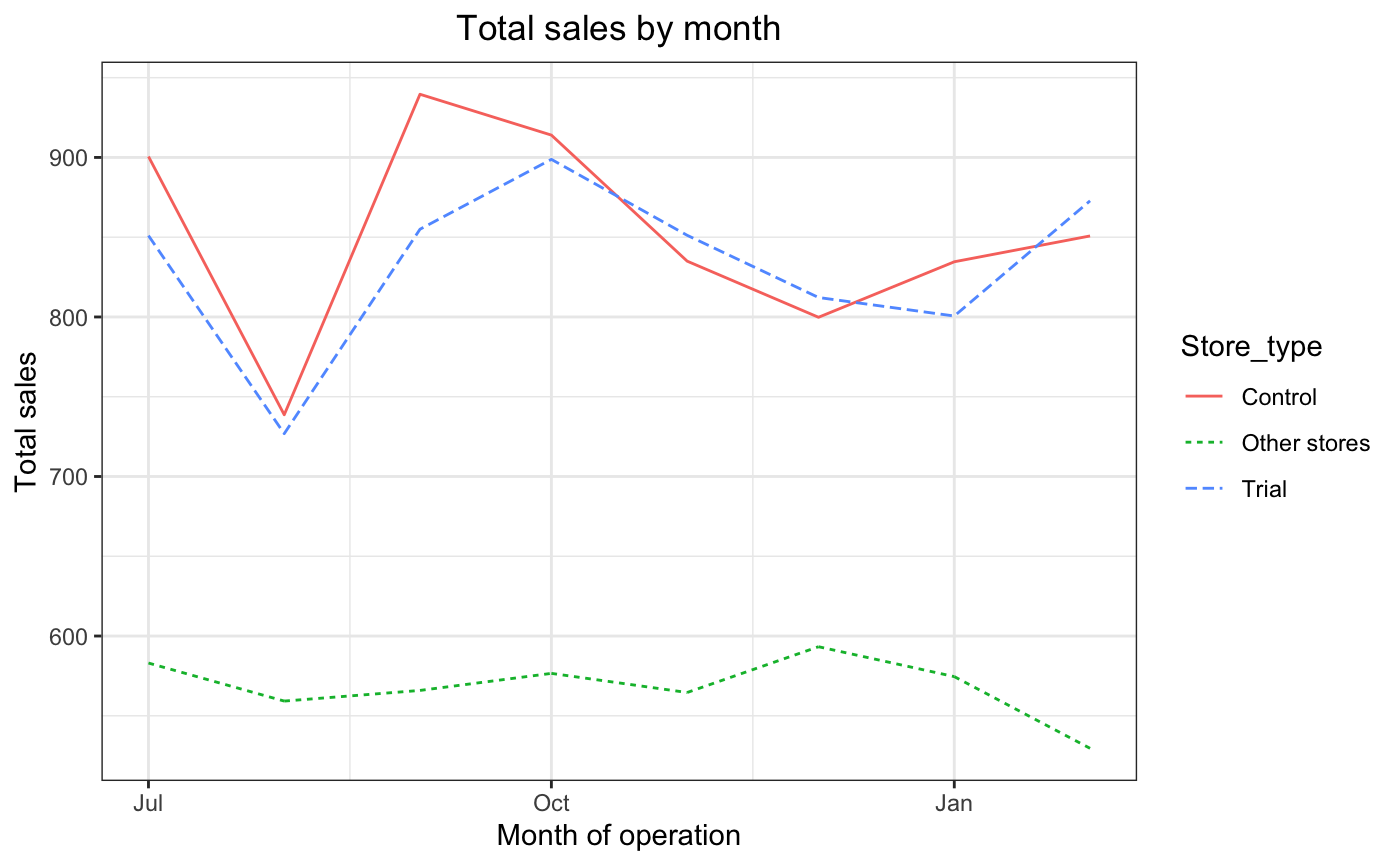 Total sales by month
Total sales
900
800
700
600
Jul
Oct
Jan
Month of operation
Store_type
Control
Other stores
Trial